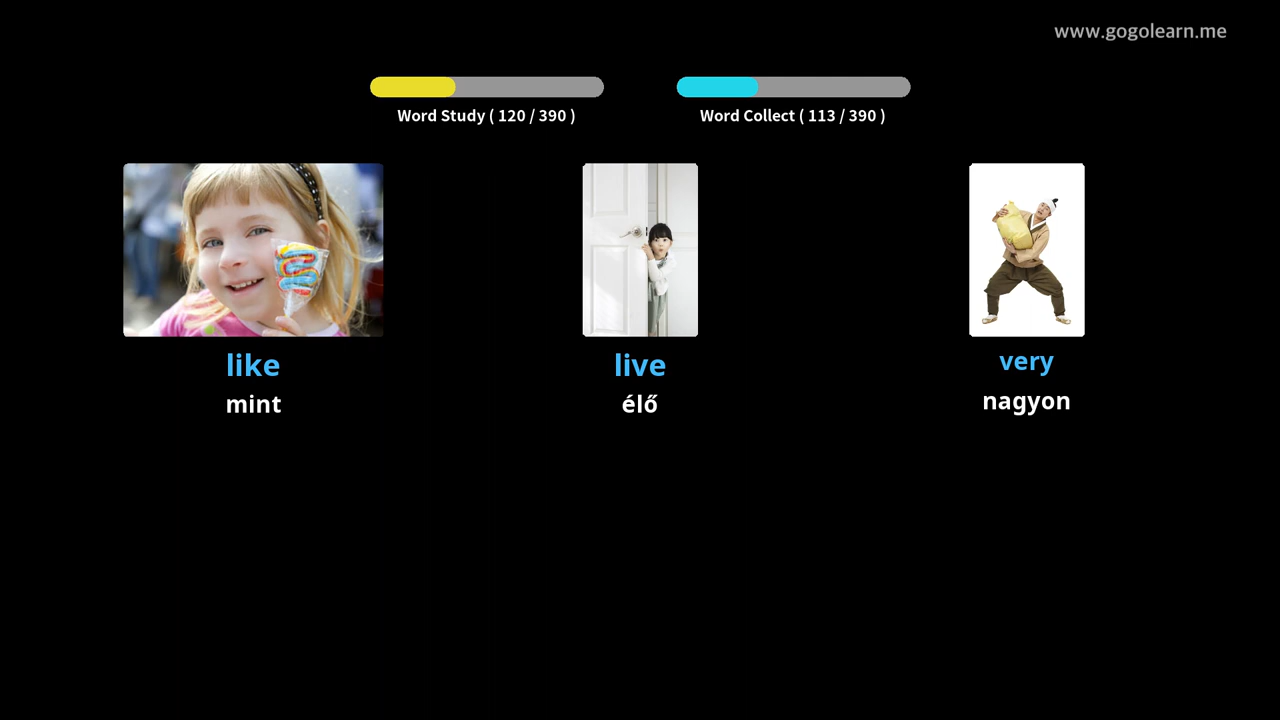 www.gogolearn.me
Word Study ( 120 / 390 )
Word Collect ( 113 / 390 )
like
mint
live
élő
very
nagyon